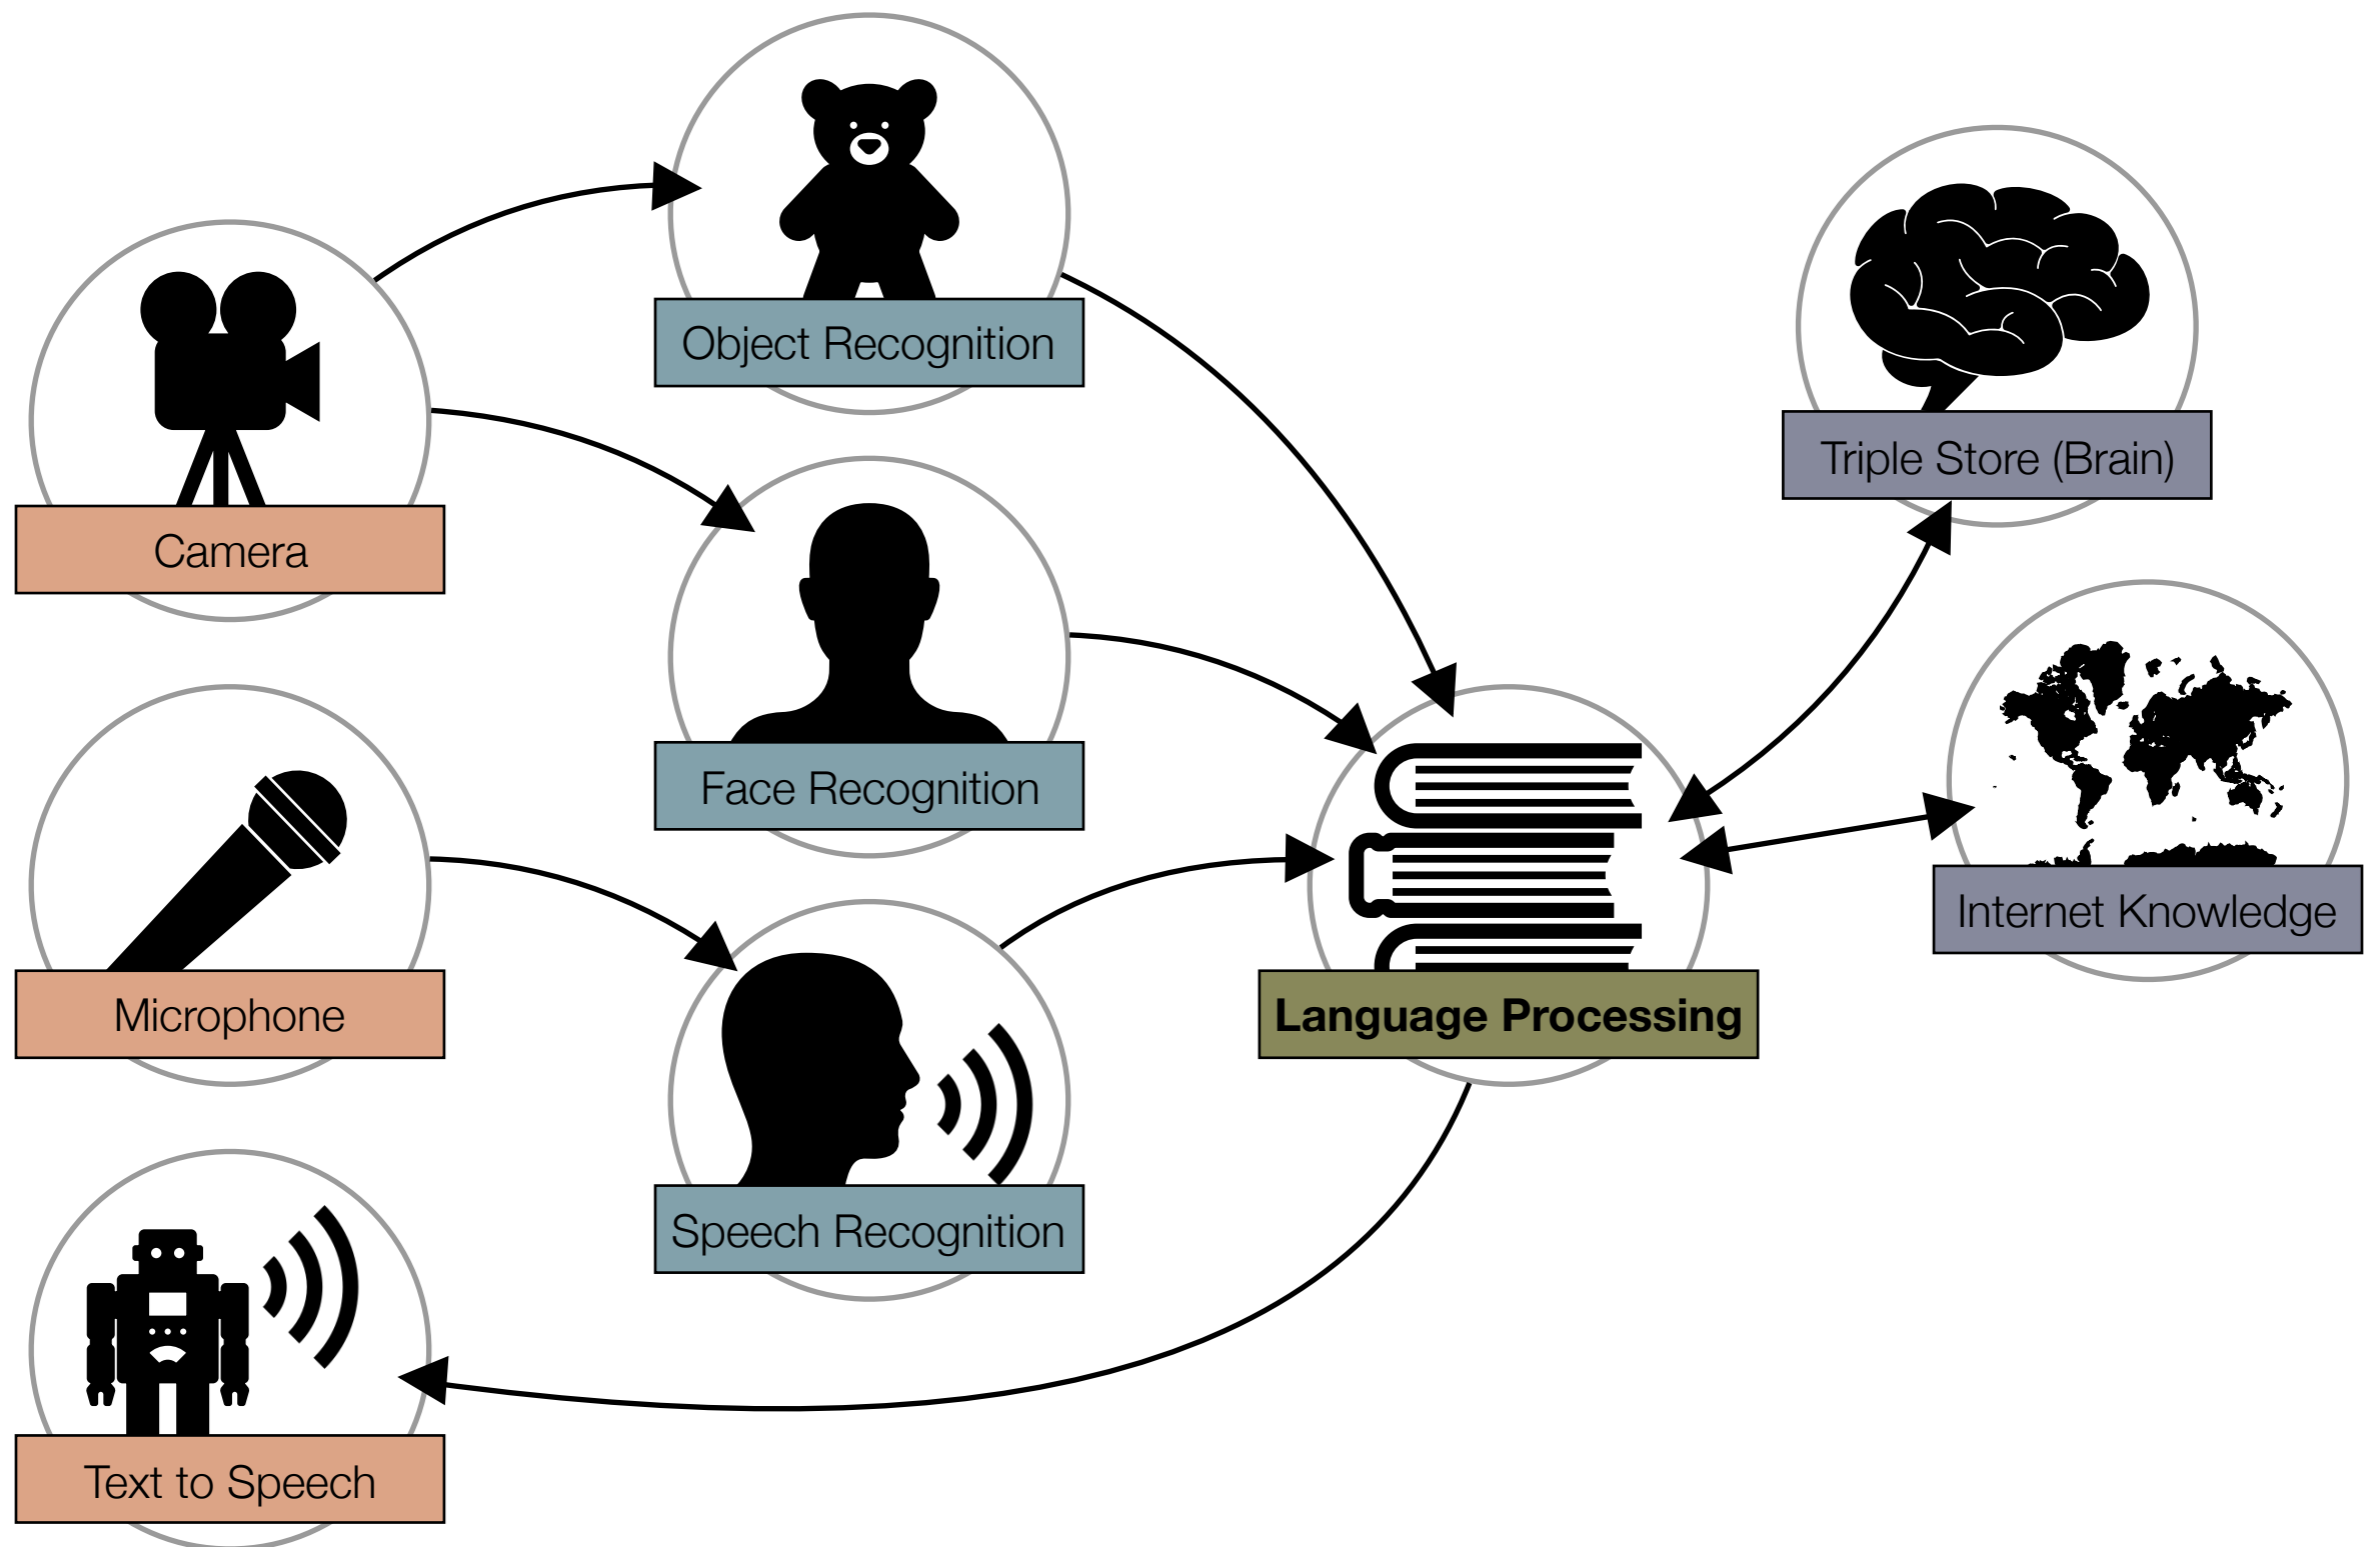 Object Recognition
Triple Store (Brain)
Camera
Face Recognition
Internet Knowledge
Microphone
Language Processing
Speech Recognition
Text to Speech